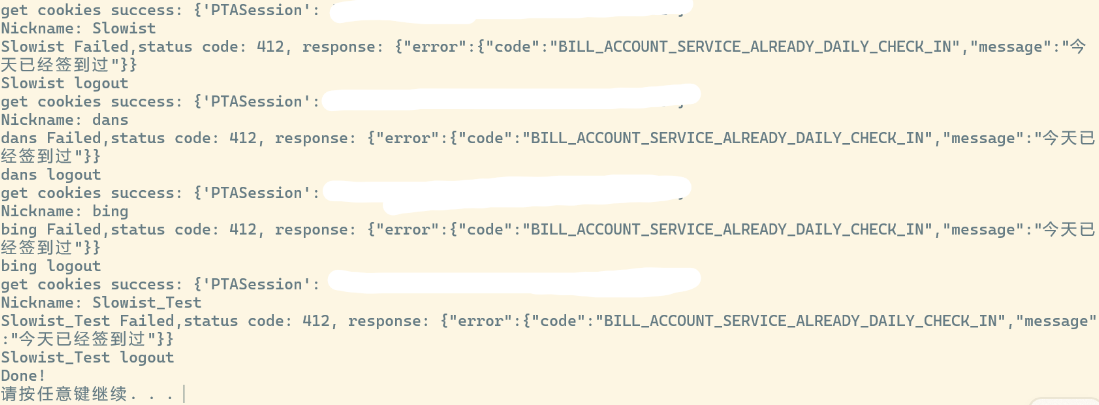 get cookies success: {'PTASession':
Nickname: Slowist
Slowist Failed,status code: 412, response: {"error":{"code":"BILL_ACCOUNT_SERVICE_ALREADY_DAILY_CHECK_IN","message":"今
天已经签到过"}}
Slowist logout
get cookies success: {'PTASession':
Nickname: dans
dans Failed,status code: 412, response: {"error":{"code":"BILL_ACCOUNT_SERVICE_ALREADY_DAILY_CHECK_IN","message":"今天已
经签到过"}}
dans logout
get cookies success: {'PTASession':
Nickname: bing
bing Failed,status code: 412, response: {"error":{"code":"BILL_ACCOUNT_SERVICE_ALREADY_DAILY_CHECK_IN","message":"今天已
经签到过"}}
bing logout
get cookies success: {'PTASession':
Nickname: Slowist_Test
Slowist_Test Failed,status code: 412, response: {"error":{"code":"BILL_ACCOUNT_SERVICE_ALREADY_DAILY_CHECK_IN","message"
:"今天已经签到过"}}
Slowist_Test logout
Done!
请按任意键继续. . .